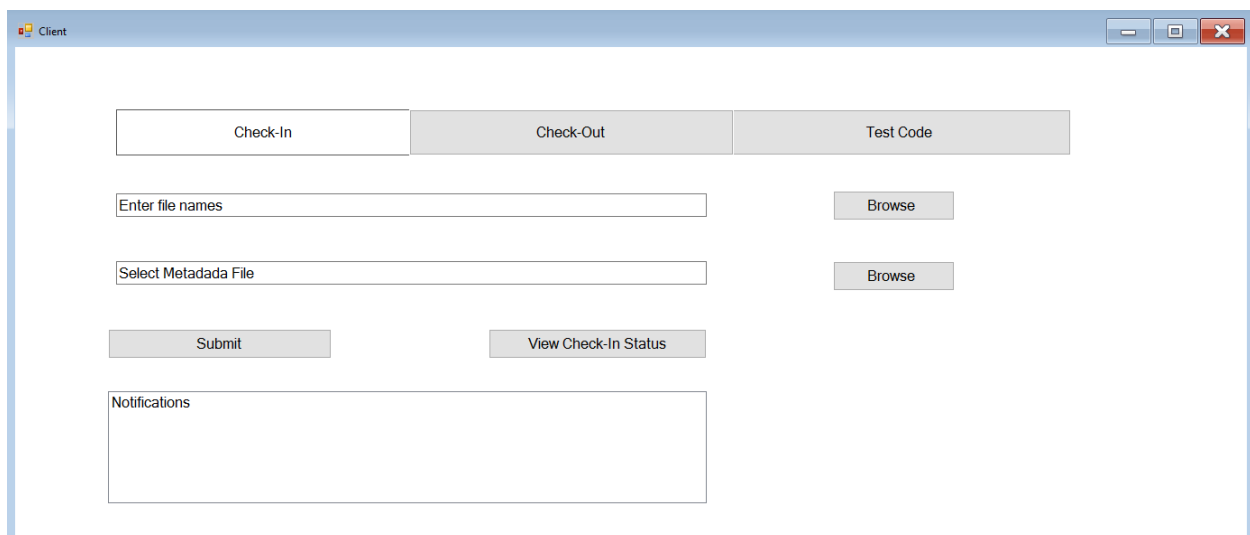 Client
Check-In Check-Out Test Code
Enter file names Browse
Select Metadada File Browse
Submit View Check-In Status
Notifications